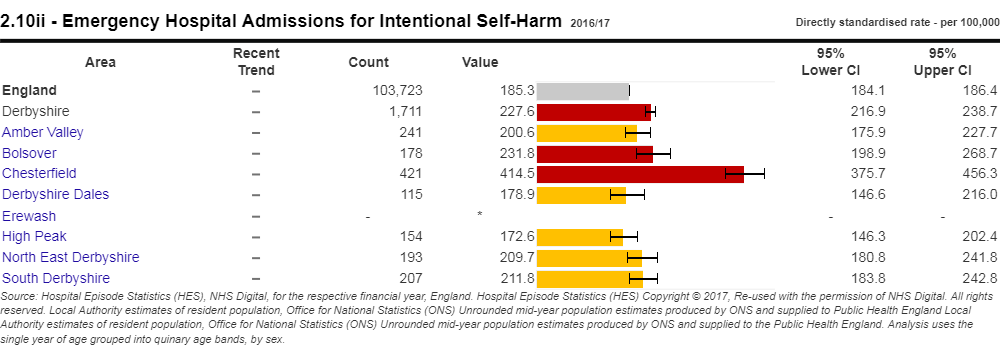 2.10ii - Emergency Hospital Admissions for Intentional Self-Harm 2016/17 Directly standardised rate - per 100,000
Area Recent Trend Count Value 95% Lower CI 95% Upper CI
England – 103,723 185.3 184.1 186.4
Derbyshire – 1,711 227.6 216.9 238.7
Amber Valley – 241 200.6 175.9 227.7
Bolsover – 178 231.8 198.9 268.7
Chesterfield – 421 414.5 375.7 456.3
Derbyshire Dales – 115 178.9 146.6 216.0
Erewash – - * - -
High Peak – 154 172.6 146.3 202.4
North East Derbyshire – 193 209.7 180.8 241.8
South Derbyshire – 207 211.8 183.8 242.8
Source: Hospital Episode Statistics (HES), NHS Digital, for the respective financial year, England. Hospital Episode Statistics (HES) Copyright © 2017, Re-used with the permission of NHS Digital. All rights
reserved. Local Authority estimates of resident population, Office for National Statistics (ONS) Unrounded mid-year population estimates produced by ONS and supplied to Public Health England Local
Authority estimates of resident population, Office for National Statistics (ONS) Unrounded mid-year population estimates produced by ONS and supplied to the Public Health England. Analysis uses the
single year of age grouped into quinary age bands, by sex.